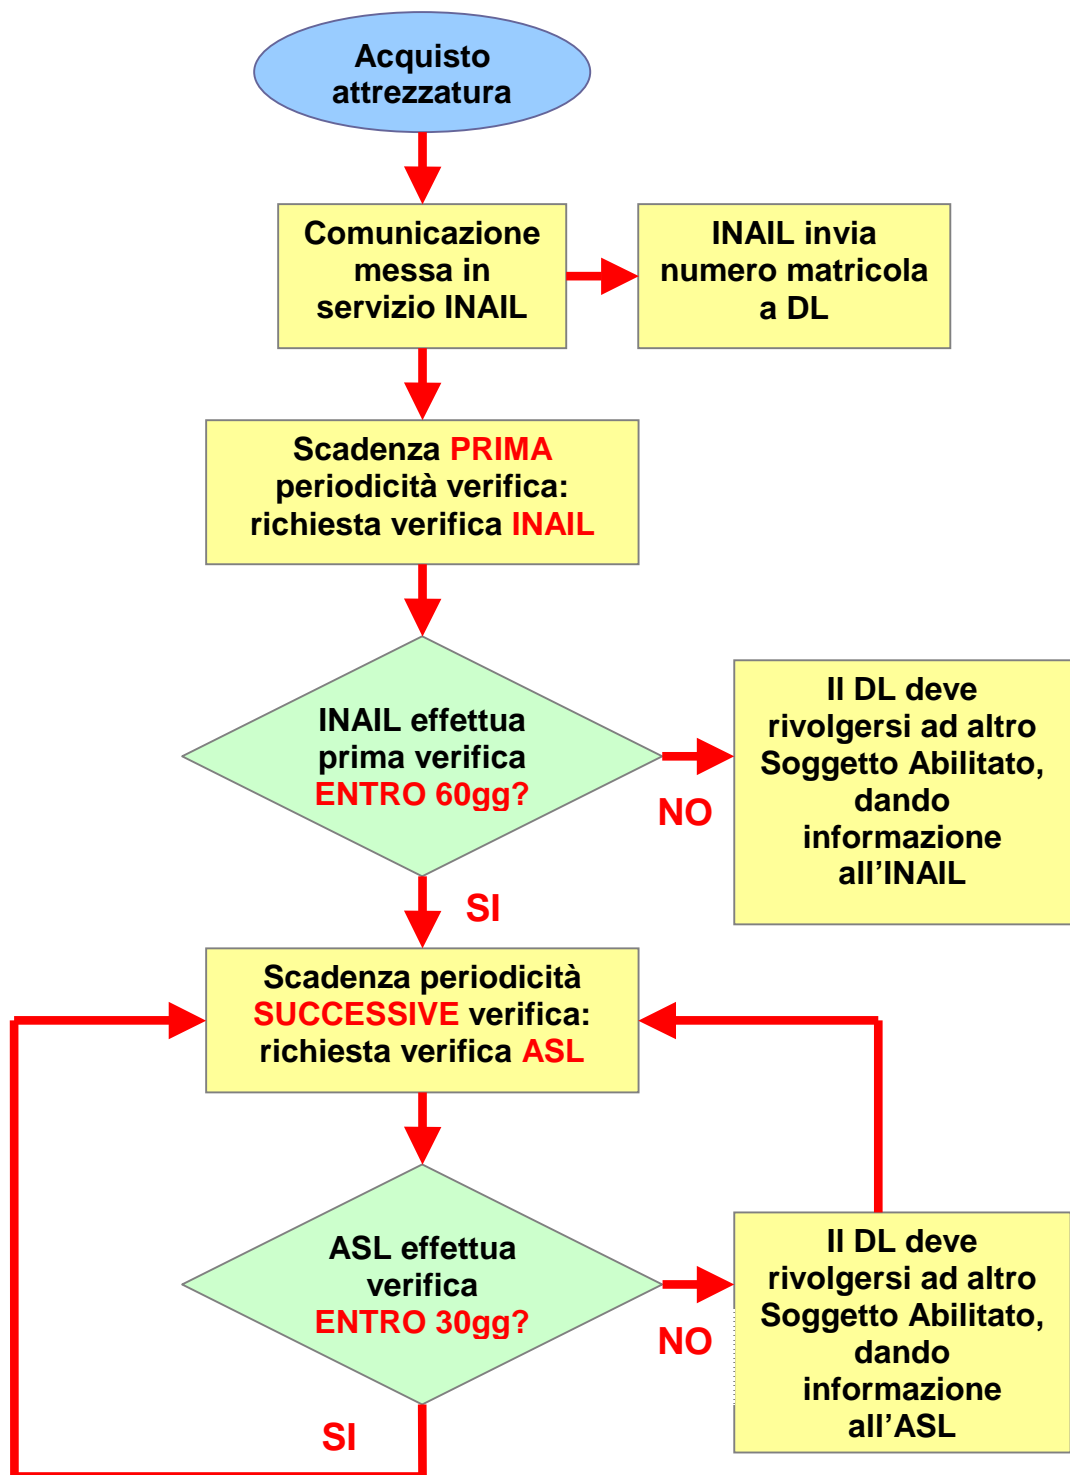 Acquisto
attrezzatura
Comunicazione
messa in
servizio INAIL
INAIL invia
numero matricola
a DL
Scadenza PRIMA
periodicità verifica:
richiesta verifica INAIL
INAIL effettua
prima verifica
ENTRO 60gg?
NO
Il DL deve
rivolgersi ad altro
Soggetto Abilitato,
dando
informazione
all'INAIL
SI
Scadenza periodicità
SUCCESSIVE verifica:
richiesta verifica ASL
ASL effettua
verifica
ENTRO 30gg?
NO
Il DL deve
rivolgersi ad altro
Soggetto Abilitato,
dando
informazione
all'ASL
SI